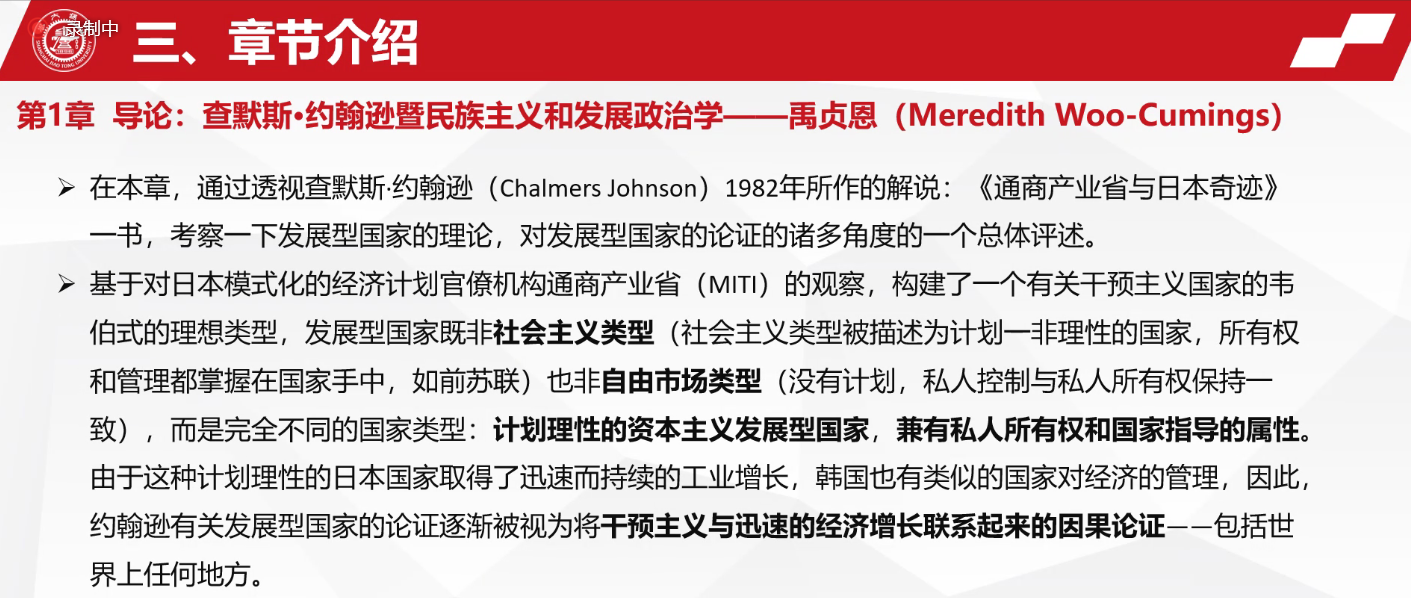 录制中
三、章节介绍
第1章 导论：查默斯·约翰逊暨民族主义和发展政治学——禹贞恩（Meredith Woo-Cumings）
➢ 在本章，通过透视查默斯·约翰逊（Chalmers Johnson）1982年所作的解说：《通商产业省与日本奇迹》
一书，考察一下发展型国家的理论，对发展型国家的论证的诸多角度的一个总体评述。
➢ 基于对日本模式化的经济计划官僚机构通商产业省（MITI）的观察，构建了一个有关干预主义国家的韦
伯式的理想类型，发展型国家既非社会主义类型（社会主义类型被描述为计划—非理性的国家，所有权
和管理都掌握在国家手中，如前苏联）也非自由市场类型（没有计划，私人控制与私人所有权保持一
致），而是完全不同的国家类型：计划理性的资本主义发展型国家，兼有私人所有权和国家指导的属性。
由于这种计划理性的日本国家取得了迅速而持续的工业增长，韩国也有类似的国家对经济的管理，因此，
约翰逊有关发展型国家的论证逐渐被视为将干预主义与迅速的经济增长联系起来的因果论证——包括世
界上任何地方。